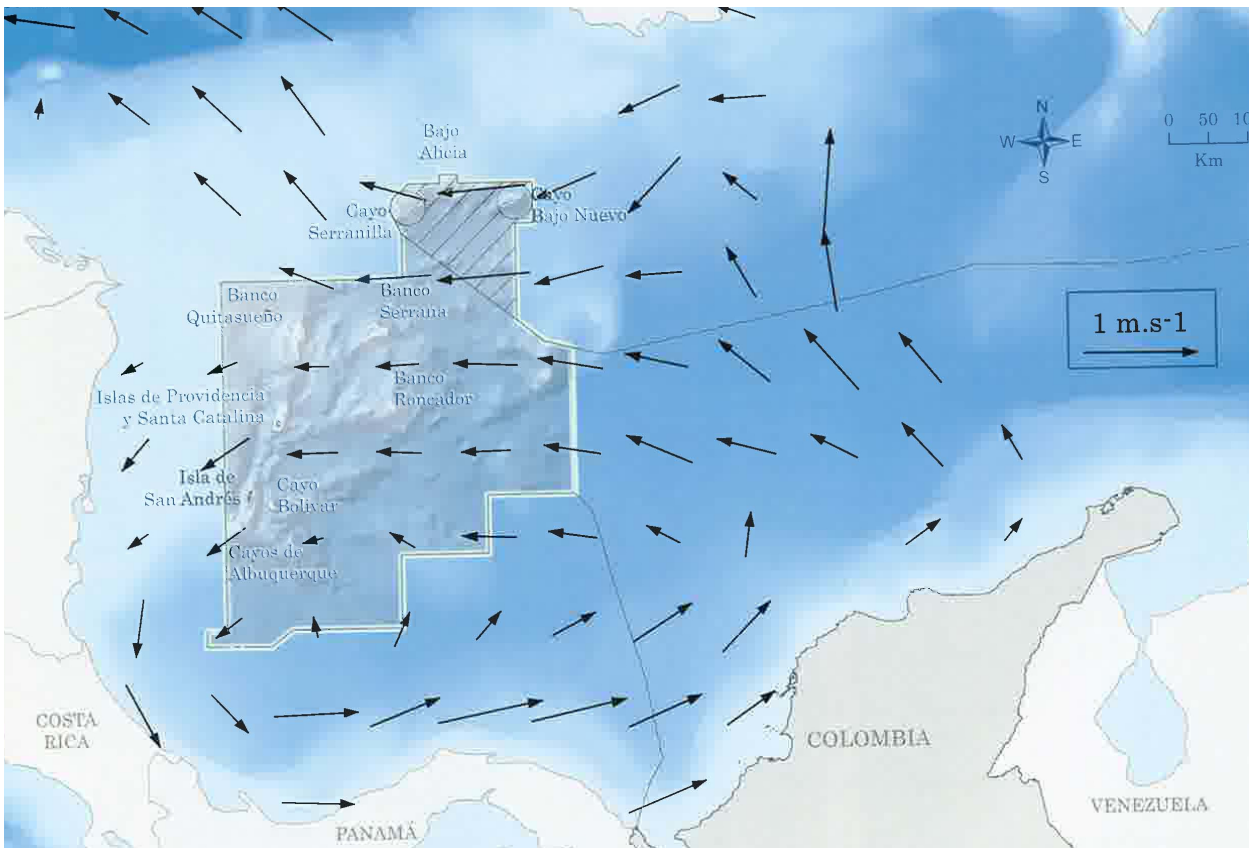 Bajo
Alicia
N
W E
S
0 50 10
Km
Cayo
Serranilla
Cayo
Bajo Nuevo
Banco
Quitasueño
Banco
Serrana
1 m.s-1
Islas de Providencia
y Santa Catalina
Banco
Roncador
Isla de
San Andrés
Cayo
Bolívar
Cayos de
Albuquerque
COSTA
RICA
COLOMBIA
PANAMÁ
VENEZUELA